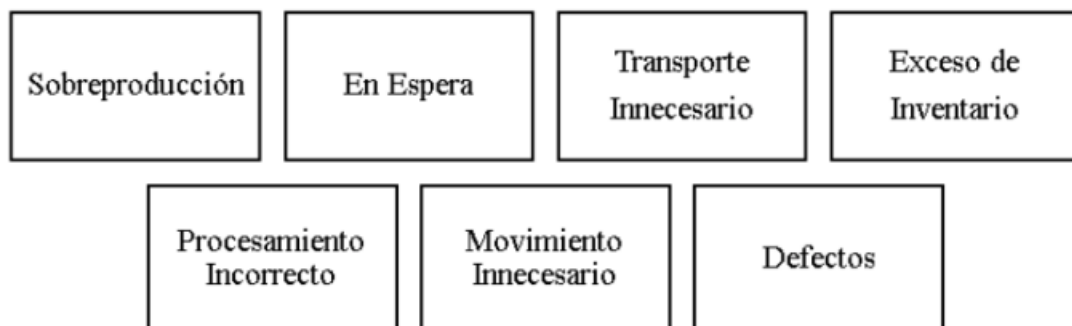 Sobreproducción
En Espera
Transporte
Innecesario
Exceso de
Inventario
Procesamiento
Incorrecto
Movimiento
Innecesario
Defectos